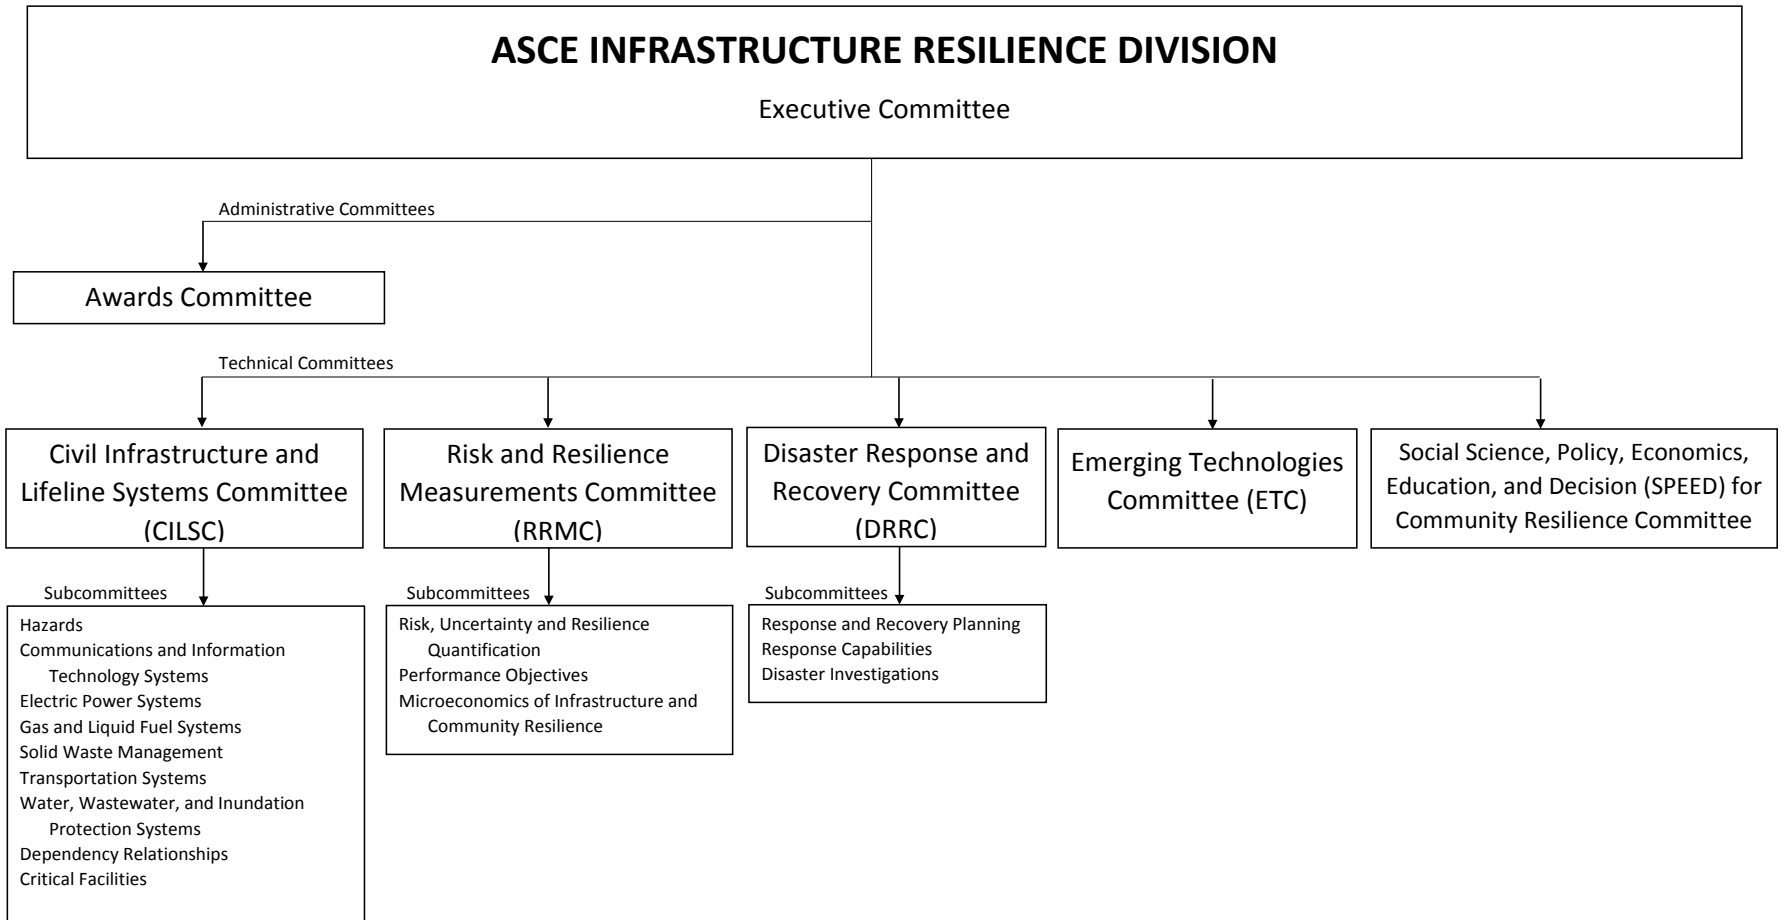 ASCE INFRASTRUCTURE RESILIENCE DIVISION
Executive Committee
Administrative Committees
Awards Committee
Technical Committees
Civil Infrastructure and
Lifeline Systems Committee
(CILSC)
Risk and Resilience
Measurements Committee
(RRMC)
Disaster Response and
Recovery Committee
(DRRC)
Emerging Technologies
Committee (ETC)
Social Science, Policy, Economics,
Education, and Decision (SPEED) for
Community Resilience Committee
Subcommittees
Hazards
Communications and Information
Technology Systems
Electric Power Systems
Gas and Liquid Fuel Systems
Solid Waste Management
Transportation Systems
Water, Wastewater, and Inundation
Protection Systems
Dependency Relationships
Critical Facilities
Subcommittees
Risk, Uncertainty and Resilience
Quantification
Performance Objectives
Microeconomics of Infrastructure and
Community Resilience
Subcommittees
Response and Recovery Planning
Response Capabilities
Disaster Investigations